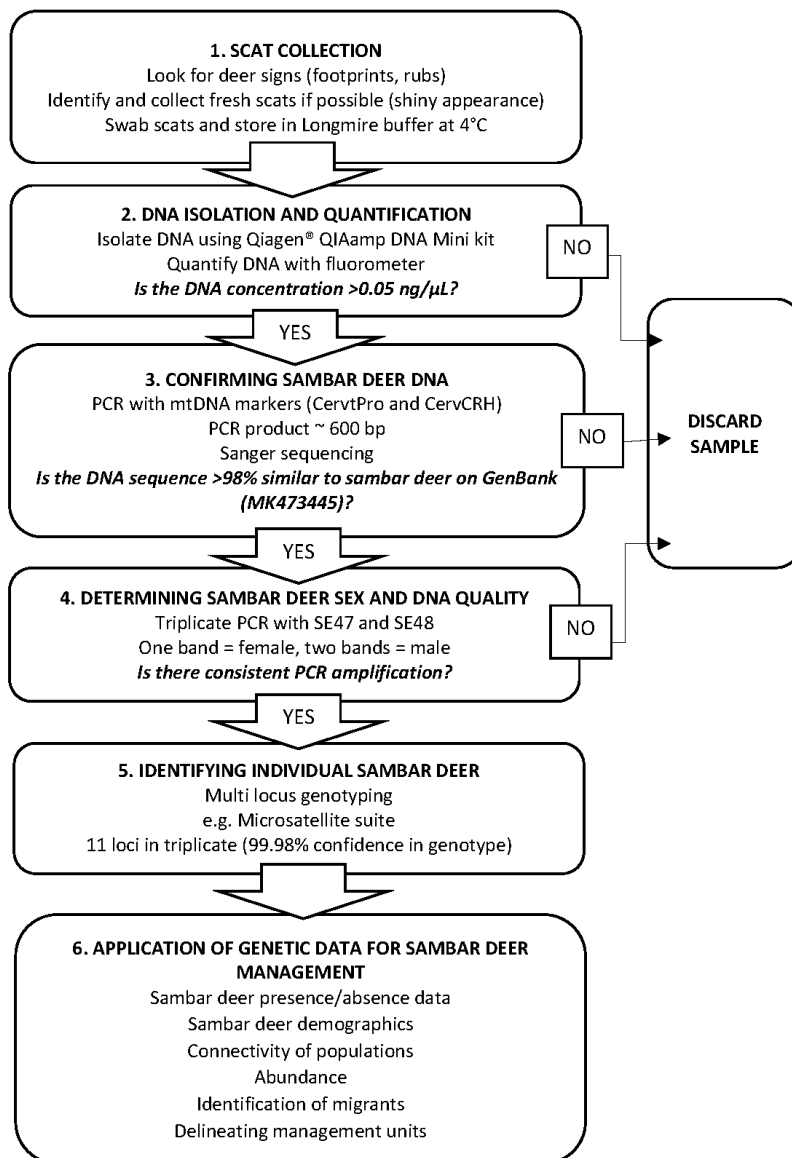 1. SCAT COLLECTION
Look for deer signs (footprints, rubs)
Identify and collect fresh scats if possible (shiny appearance)
Swab scats and store in Longmire buffer at 4°C
2. DNA ISOLATION AND QUANTIFICATION
Isolate DNA using Qiagen® QIAamp DNA Mini kit
Quantify DNA with fluorometer
Is the DNA concentration >0.05 ng/µL?
NO
YES
3. CONFIRMING SAMBAR DEER DNA
PCR with mtDNA markers (CervtPro and CervCRH)
PCR product ~ 600 bp
Sanger sequencing
Is the DNA sequence >98% similar to sambar deer on GenBank
(MK473445)?
NO
DISCARD
SAMPLE
YES
4. DETERMINING SAMBAR DEER SEX AND DNA QUALITY
Triplicate PCR with SE47 and SE48
One band = female, two bands = male
Is there consistent PCR amplification?
NO
YES
5. IDENTIFYING INDIVIDUAL SAMBAR DEER
Multi locus genotyping
e.g. Microsatellite suite
11 loci in triplicate (99.98% confidence in genotype)
6. APPLICATION OF GENETIC DATA FOR SAMBAR DEER
MANAGEMENT
Sambar deer presence/absence data
Sambar deer demographics
Connectivity of populations
Abundance
Identification of migrants
Delineating management units